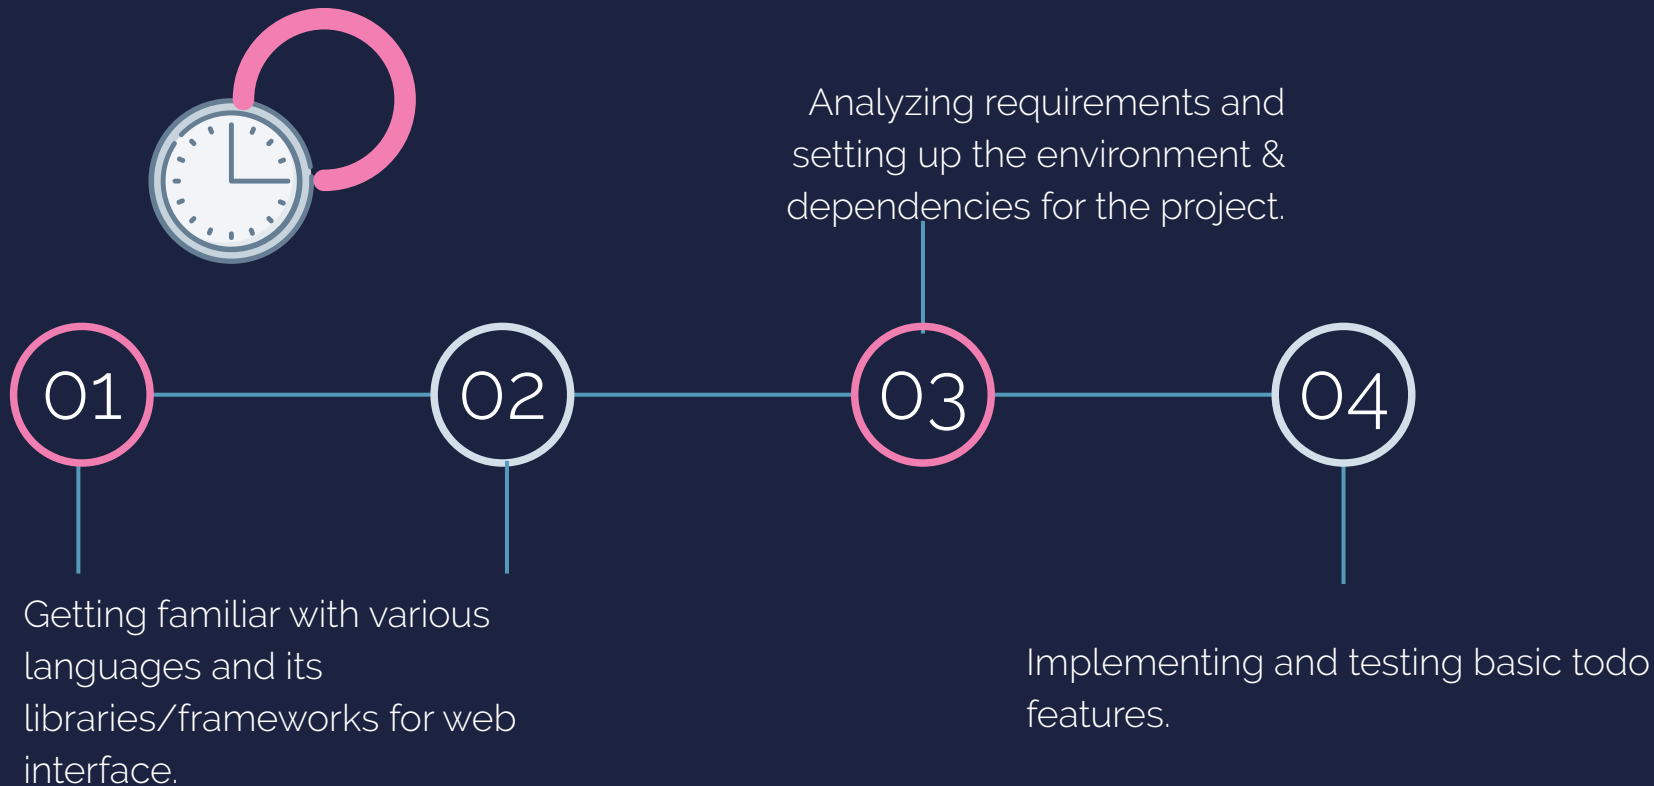 Analyzing requirements and
setting up the environment &
dependencies for the project.
01
02
03
04
Getting familiar with various
languages and its
libraries/frameworks for web
interface.
Implementing and testing basic todo
features.